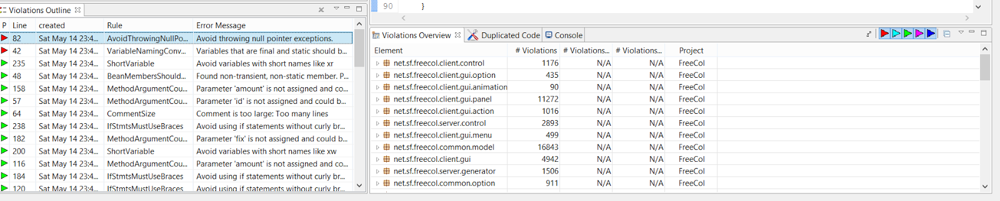 Violations Outline
P Line created Rule Error Message
82 Sat May 14 23:4... AvoidThrowingNullPo... Avoid throwing null pointer exceptions.
42 Sat May 14 23:4... VariableNamingConv... Variables that are final and static should b...
235 Sat May 14 23:4... ShortVariable Avoid variables with short names like xr
48 Sat May 14 23:4... BeanMembersShould... Found non-transient, non-static member. P...
158 Sat May 14 23:4... MethodArgumentCou... Parameter 'amount' is not assigned and co...
57 Sat May 14 23:4... MethodArgumentCou... Parameter 'id' is not assigned and could b...
64 Sat May 14 23:4... CommentSize Comment is too large: Too many lines
238 Sat May 14 23:4... IfStmtsMustUseBraces Avoid using if statements without curly br...
182 Sat May 14 23:4... MethodArgumentCou... Parameter 'fix' is not assigned and could b...
200 Sat May 14 23:4... ShortVariable Avoid variables with short names like xw
116 Sat May 14 23:4... MethodArgumentCou... Parameter 'amount' is not assigned and co...
184 Sat May 14 23:4... IfStmtsMustUseBraces Avoid using if statements without curly br...
120 Sat May 14 23:4... IfStmtsMustUseBraces Avoid using if statements without curly br...
90 }
Violations Overview Duplicated Code Console
Element # Violations # Violations... # Violations... Project
net.sf.freecol.client.control 1176 N/A N/A FreeCol
net.sf.freecol.client.gui.option 435 N/A N/A FreeCol
net.sf.freecol.client.gui.animation 90 N/A N/A FreeCol
net.sf.freecol.client.gui.panel 11272 N/A N/A FreeCol
net.sf.freecol.client.gui.action 1016 N/A N/A FreeCol
net.sf.freecol.server.control 2893 N/A N/A FreeCol
net.sf.freecol.client.gui.menu 499 N/A N/A FreeCol
net.sf.freecol.common.model 16843 N/A N/A FreeCol
net.sf.freecol.client.gui 4942 N/A N/A FreeCol
net.sf.freecol.server.generator 1506 N/A N/A FreeCol
net.sf.freecol.common.option 911 N/A N/A FreeCol